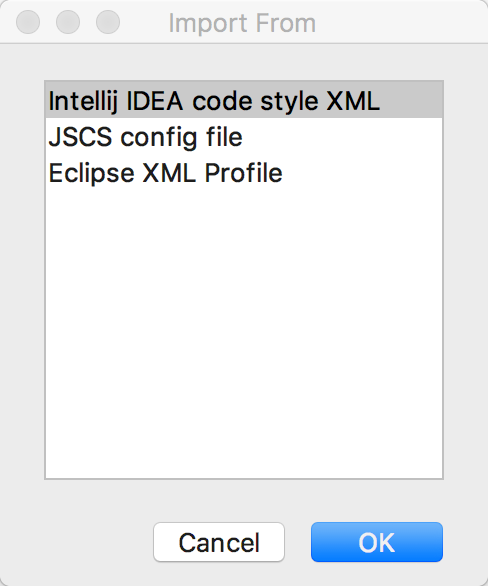 Import From
Intellij IDEA code style XML
JSCS config file
Eclipse XML Profile
Cancel
OK